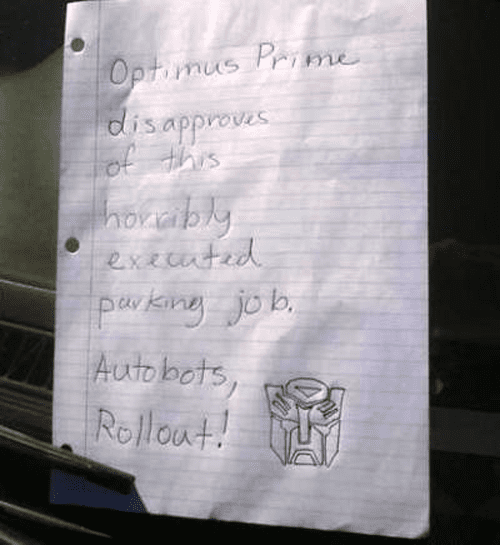 Optimus Prime
disapproves
of this
horribly
executed
parking job.
Autobots,
Rollout!